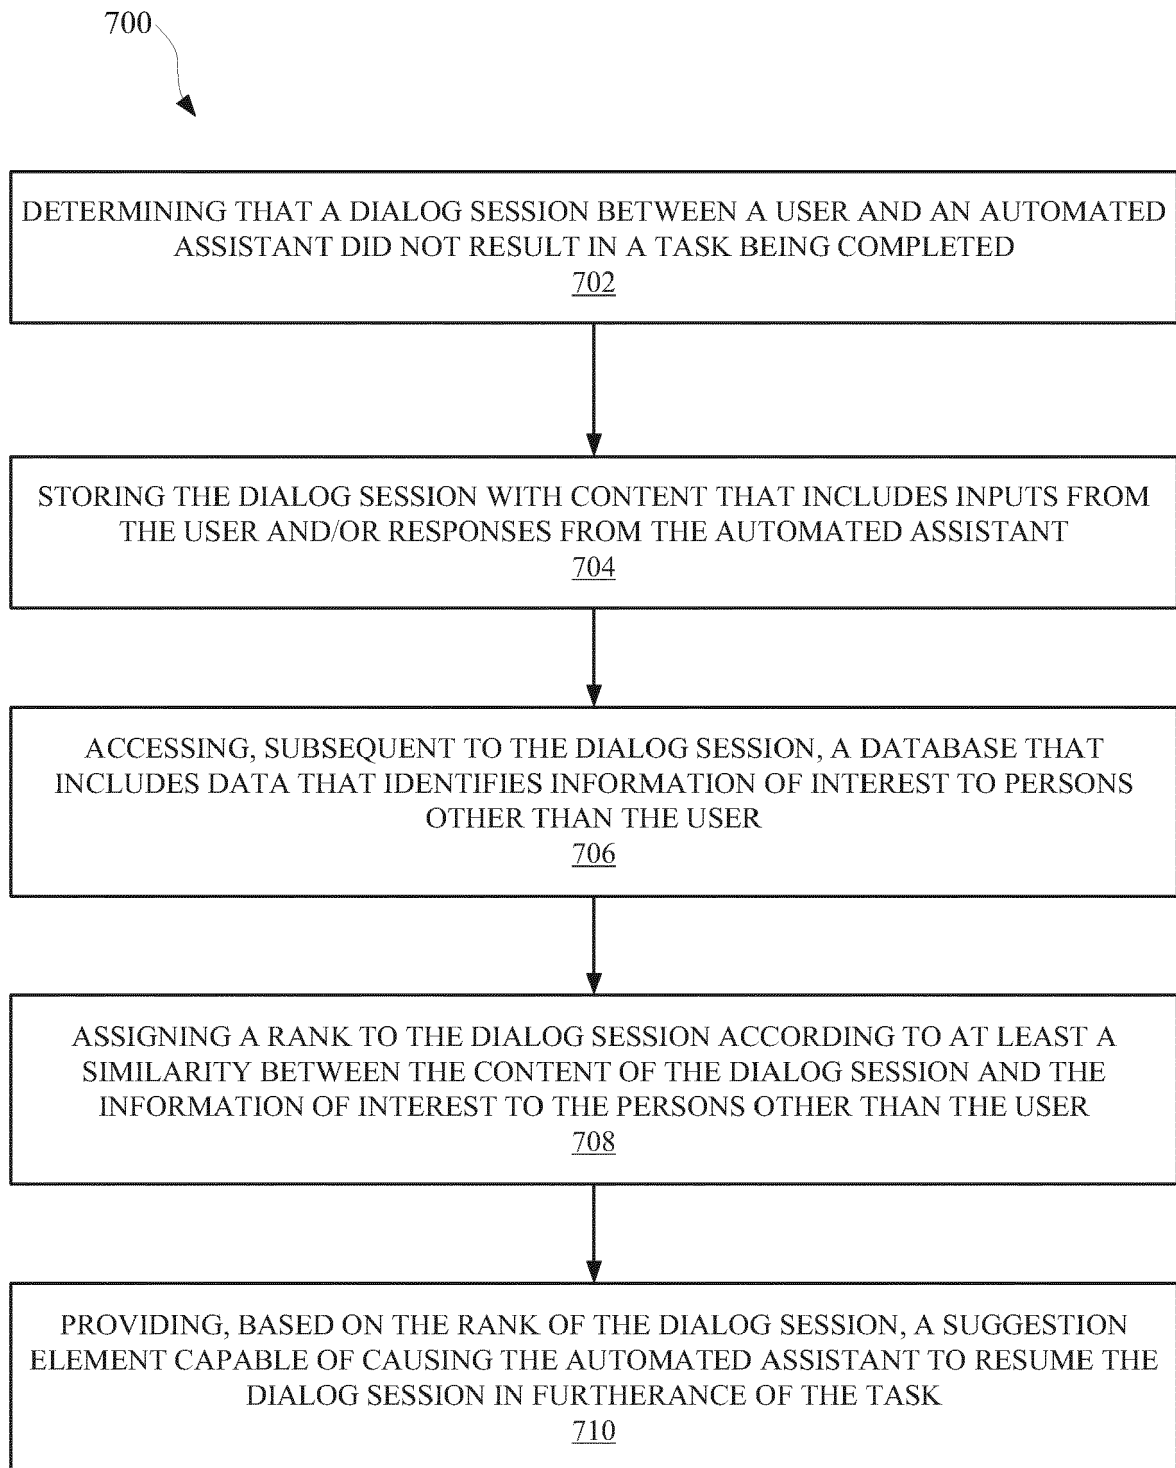 700
DETERMINING THAT A DIALOG SESSION BETWEEN A USER AND AN AUTOMATED
ASSISTANT DID NOT RESULT IN A TASK BEING COMPLETED
702
STORING THE DIALOG SESSION WITH CONTENT THAT INCLUDES INPUTS FROM
THE USER AND/OR RESPONSES FROM THE AUTOMATED ASSISTANT
704
ACCESSING, SUBSEQUENT TO THE DIALOG SESSION, A DATABASE THAT
INCLUDES DATA THAT IDENTIFIES INFORMATION OF INTEREST TO PERSONS
OTHER THAN THE USER
706
ASSIGNING A RANK TO THE DIALOG SESSION ACCORDING TO AT LEAST A
SIMILARITY BETWEEN THE CONTENT OF THE DIALOG SESSION AND THE
INFORMATION OF INTEREST TO THE PERSONS OTHER THAN THE USER
708
PROVIDING, BASED ON THE RANK OF THE DIALOG SESSION, A SUGGESTION
ELEMENT CAPABLE OF CAUSING THE AUTOMATED ASSISTANT TO RESUME THE
DIALOG SESSION IN FURTHERANCE OF THE TASK
710